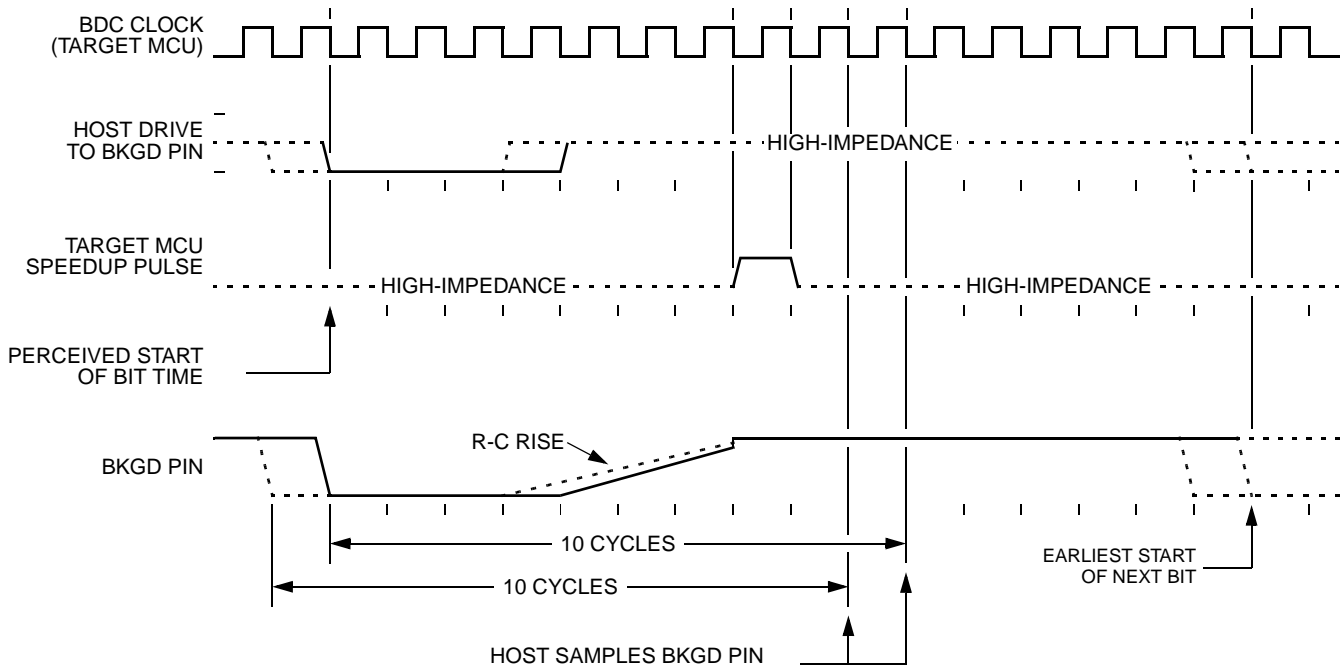 BDC CLOCK
(TARGET MCU)
HOST DRIVE
TO BKGD PIN
HIGH-IMPEDANCE
TARGET MCU
SPEEDUP PULSE
HIGH-IMPEDANCE
HIGH-IMPEDANCE
PERCEIVED START
OF BIT TIME
R-C RISE
BKGD PIN
10 CYCLES
10 CYCLES
EARLIEST START
OF NEXT BIT
HOST SAMPLES BKGD PIN